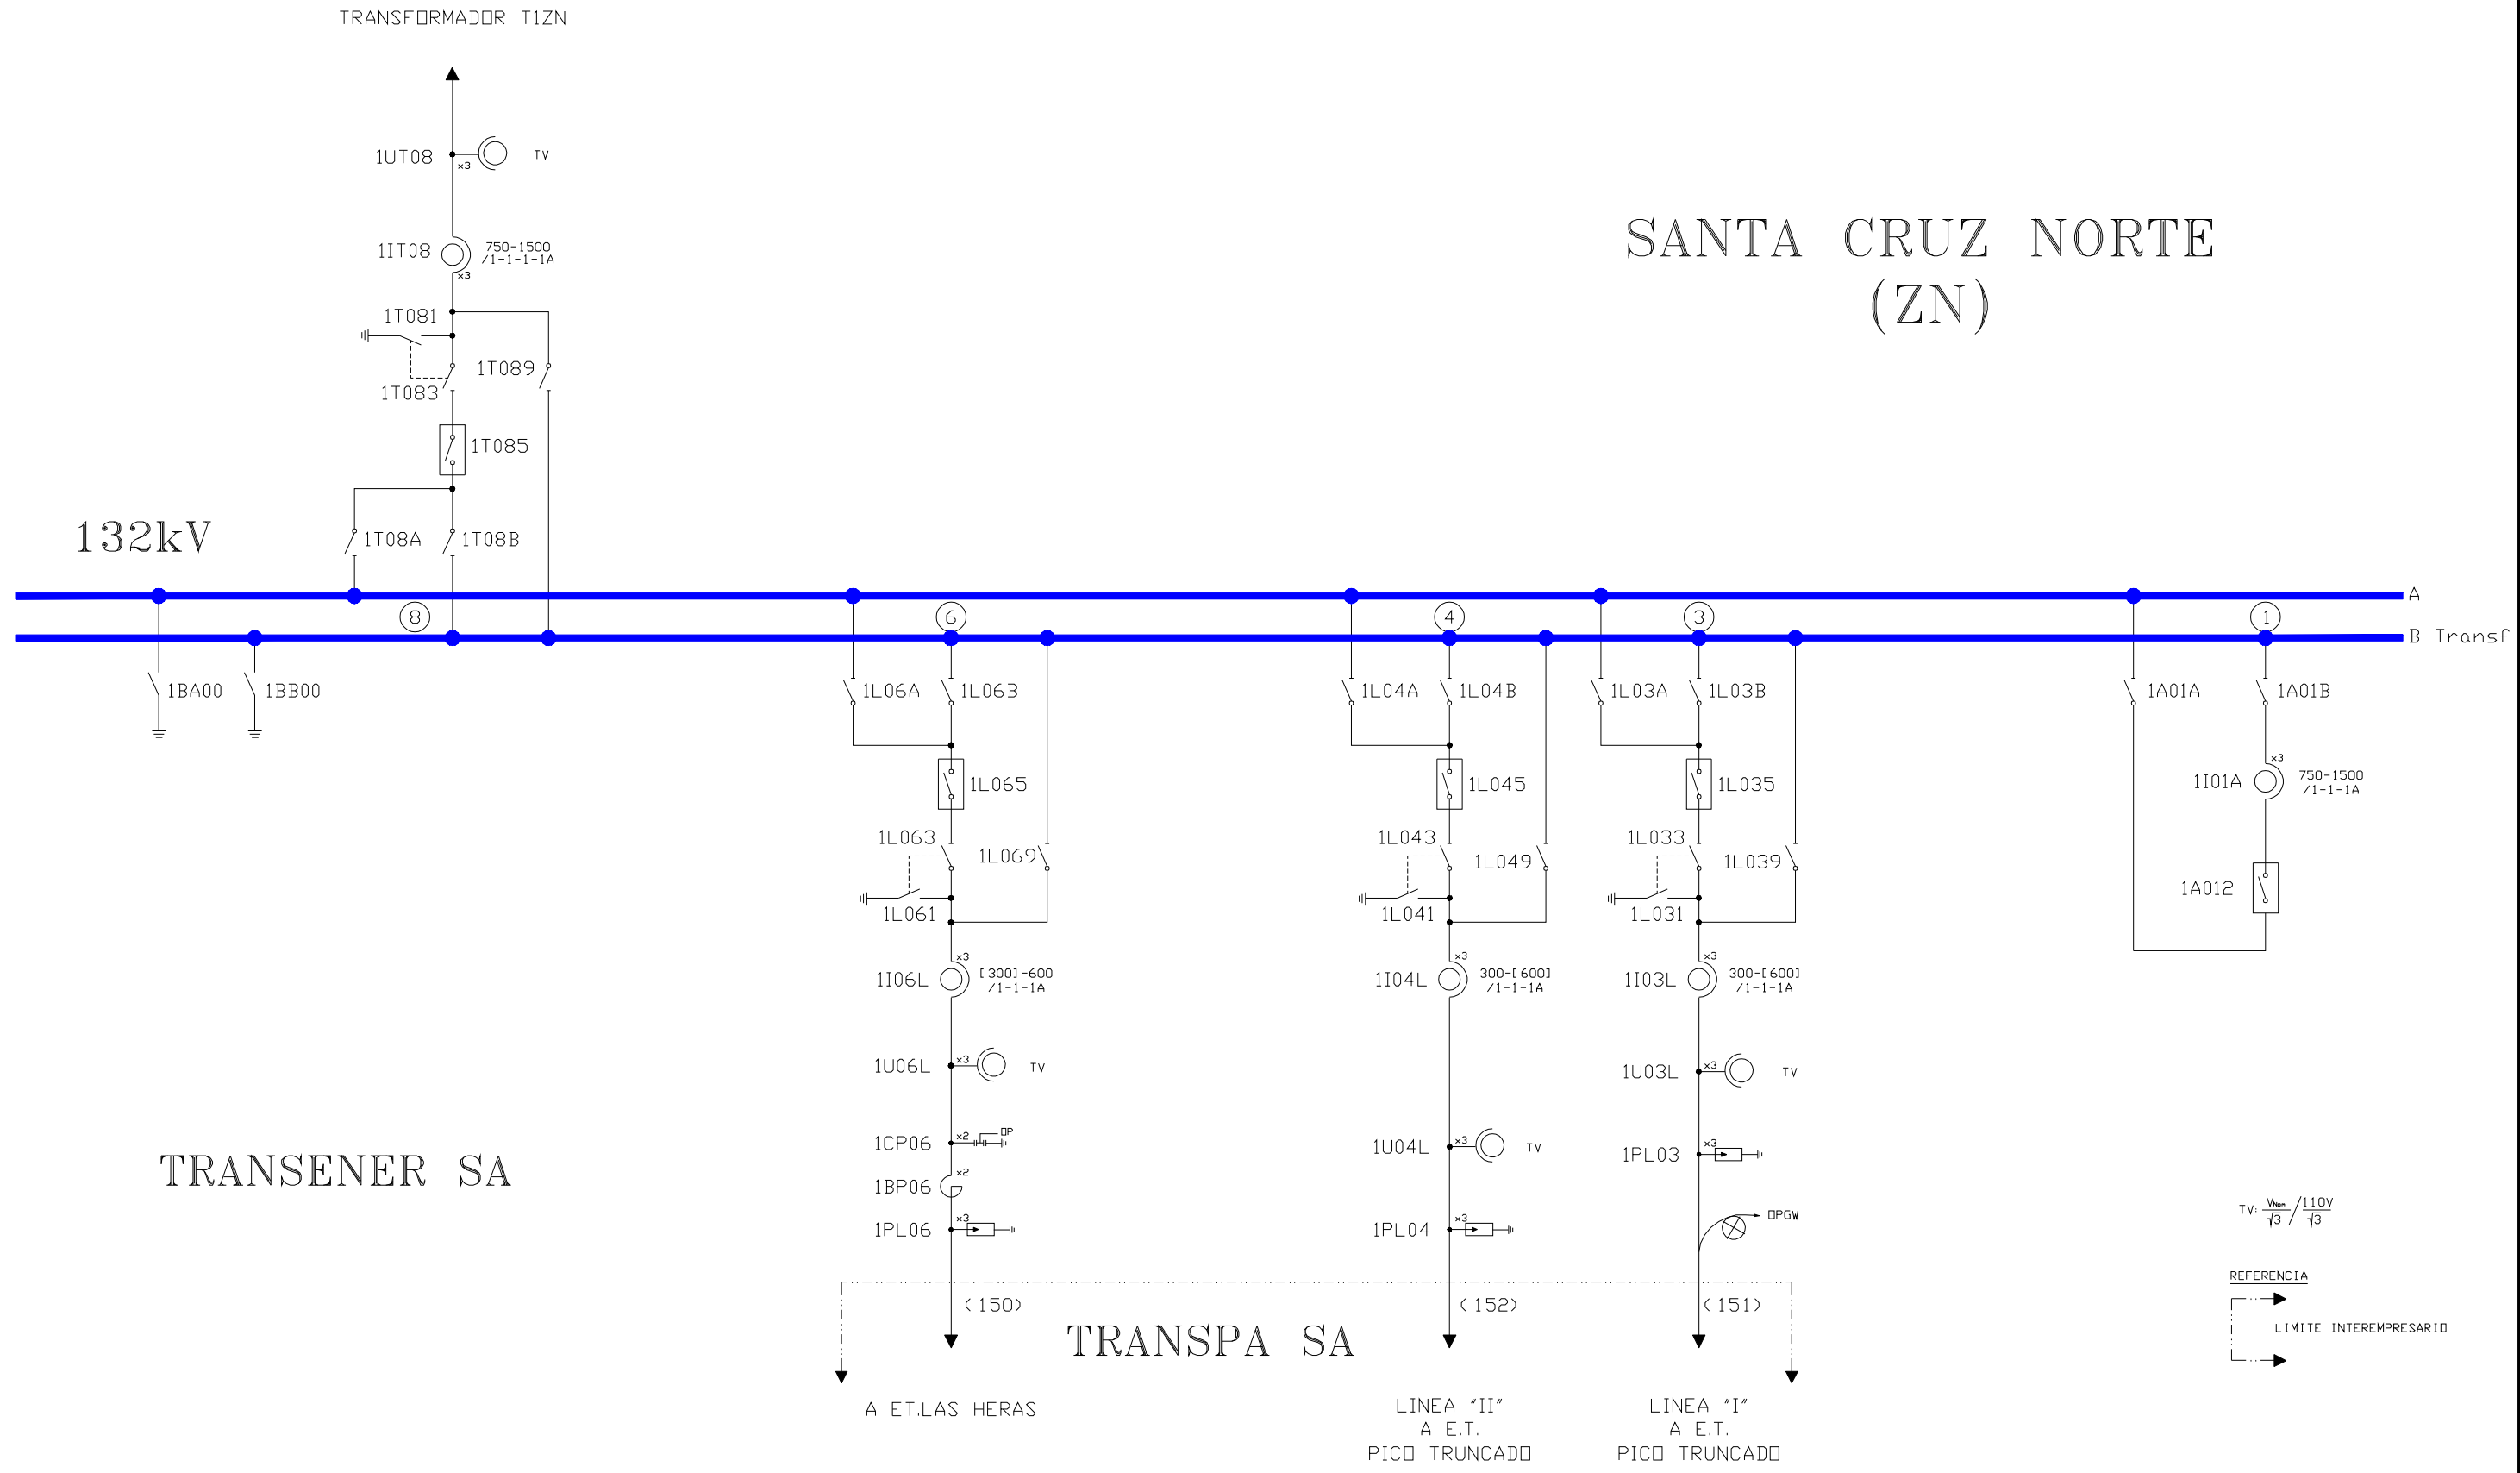 TRANSFORMADOR T1ZN
1UT08
x3
TV
1IT08
x3
750-1500
/1-1-1-1A
1T081
1T083
1T089
1T085
1T08A
1T08B
SANTA CRUZ NORTE
(ZN)
132kV
A
B Transf
8
6
4
3
1
1BA00
1BB00
1L06A
1L06B
1L065
1L063
1L069
1L061
x3
1I06L
[300]-600
/1-1-1A
1U06L
x3
TV
1CP06
x2
OP
1BP06
x2
1PL06
x3
(150)
A ET.LAS HERAS
1L04A
1L04B
1L045
1L043
1L049
1L041
x3
1I04L
300-[600]
/1-1-1A
1U04L
x3
TV
1PL04
x3
(152)
LINEA "II"
A E.T.
PICO TRUNCADO
1L03A
1L03B
1L035
1L033
1L039
1L031
x3
1I03L
300-[600]
/1-1-1A
1U03L
x3
TV
1PL03
x3
OPGW
(151)
LINEA "I"
A E.T.
PICO TRUNCADO
1A01A
1A01B
x3
1I01A
750-1500
/1-1-1A
1A012
TRANSENER SA
TRANSPA SA
TV: VNom/√3 / 110V/√3
REFERENCIA
LIMITE INTEREMPRESARIO